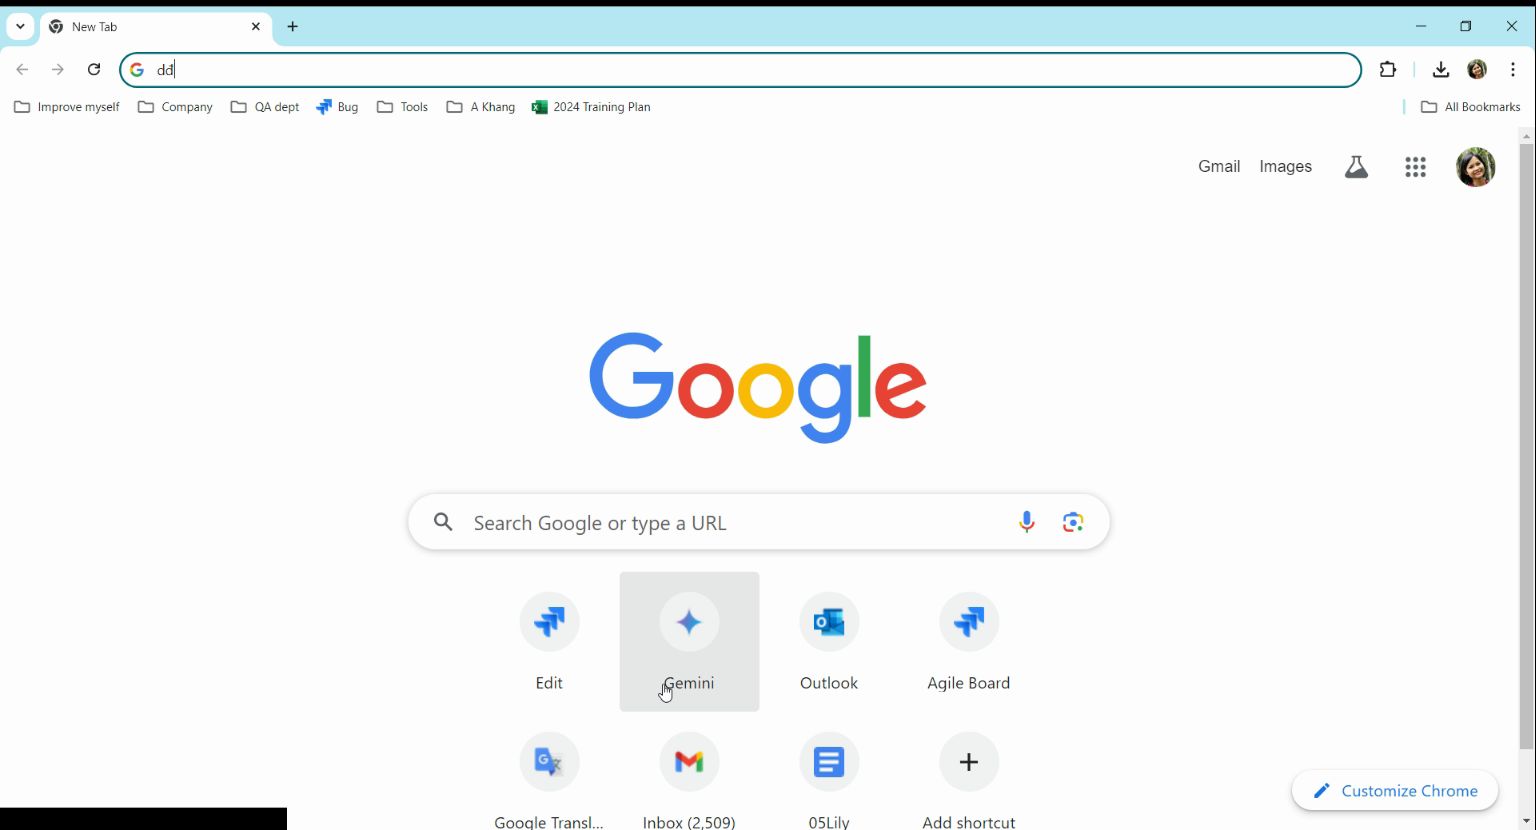 New Tab
dđ
Improve myself Company QA dept Bug Tools A Khang 2024 Training Plan All Bookmarks
Gmail Images
Google
Search Google or type a URL
Edit Gemini Outlook Agile Board
Google Transl... Inbox (2,509) 05Lily Add shortcut
Customize Chrome